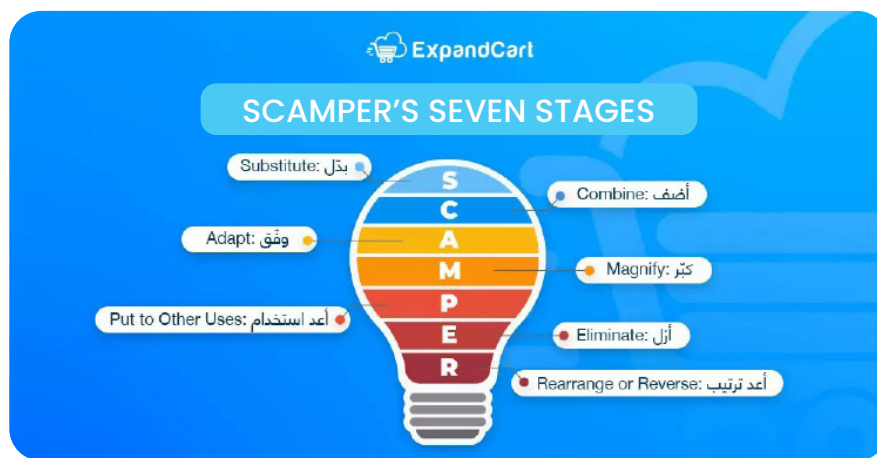 ExpandCart
SCAMPER'S SEVEN STAGES
Substitute: بدّل
S
Combine: أضف
C
Adapt: وفّق
A
Magnify: كبّر
M
Put to Other Uses: أعد استخدام
P
Eliminate: أزل
E
Rearrange or Reverse: أعد ترتيب
R